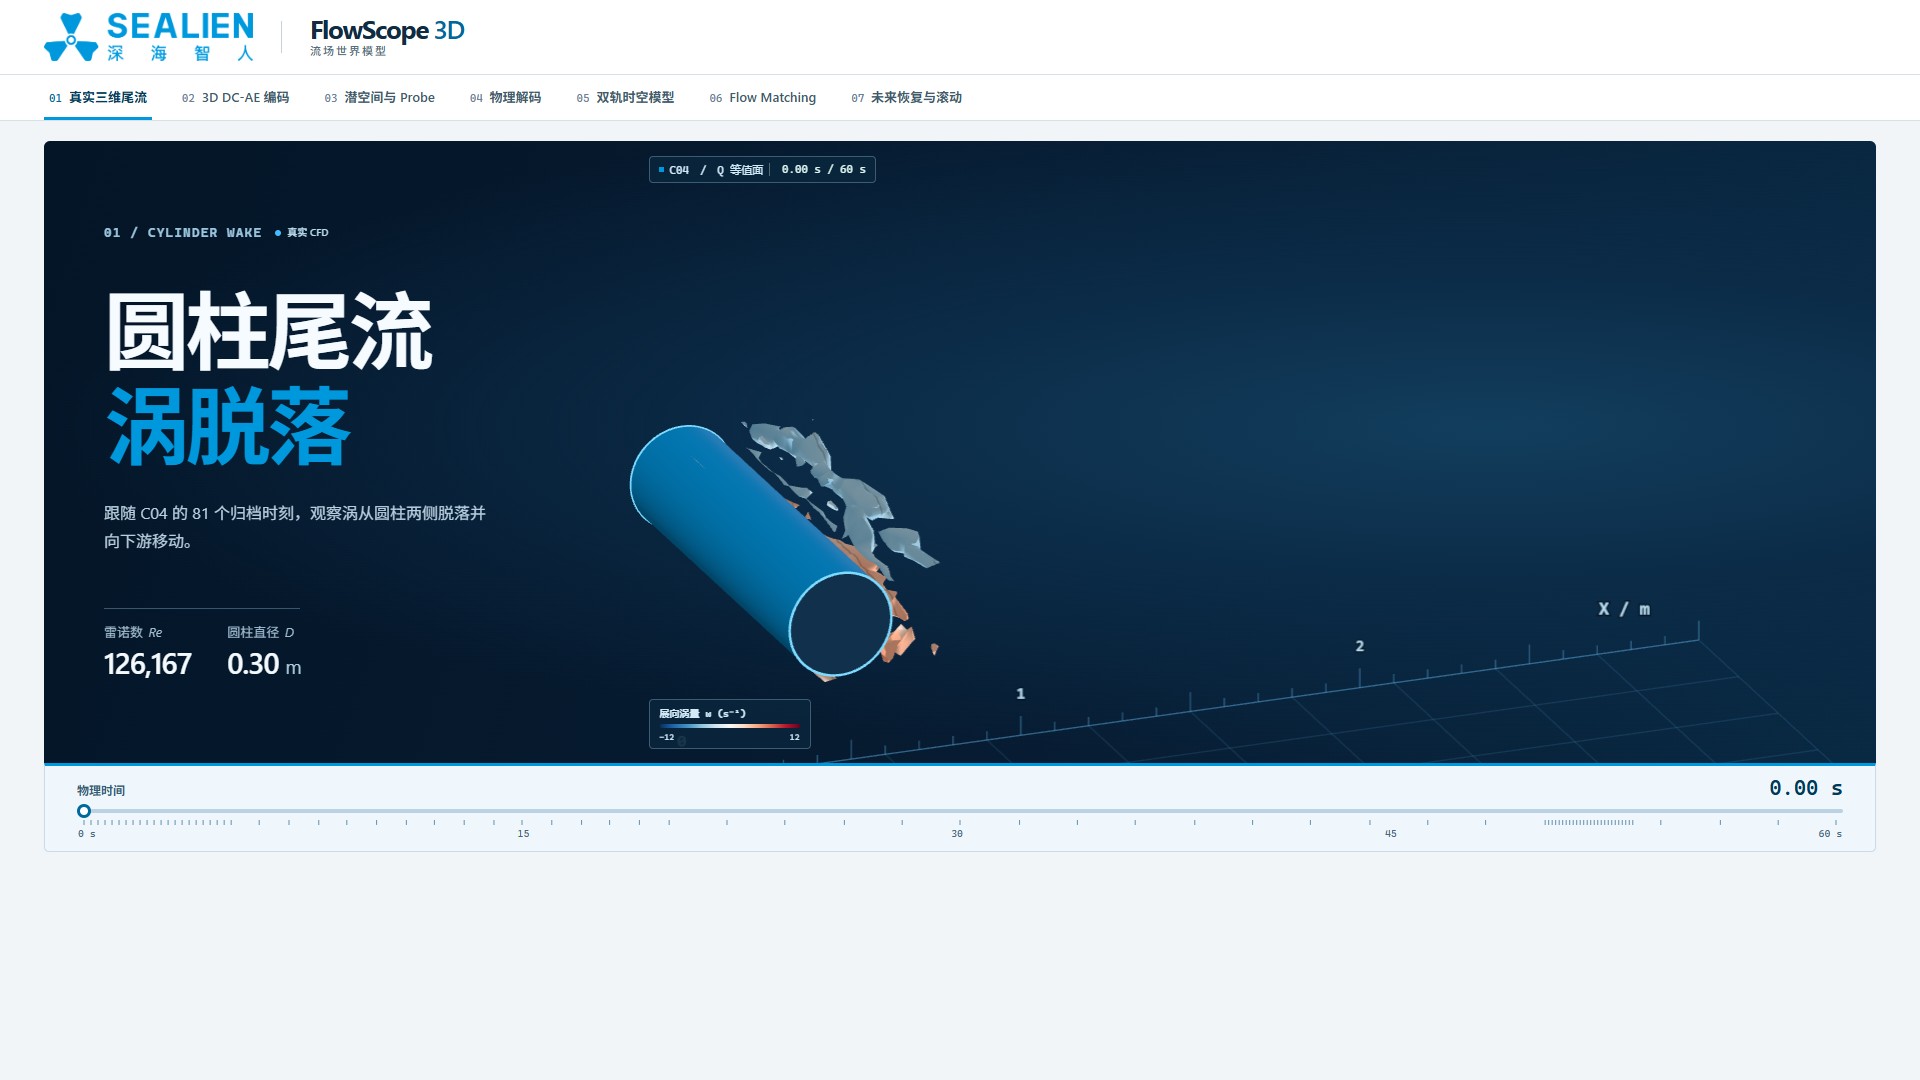 SEALIEN
深海智人
FlowScope 3D
流场世界模型
01 真实三维尾流
02 3D DC-AE 编码
03 潜空间与 Probe
04 物理解码
05 双轨时空模型
06 Flow Matching
07 未来恢复与滚动
C04 / Q 等值面 0.00 s / 60 s
01 / CYLINDER WAKE 真实 CFD
圆柱尾流
涡脱落
跟随 C04 的 81 个归档时刻，观察涡从圆柱两侧脱落并
向下游移动。
雷诺数 Re 圆柱直径 D
126,167 0.30 m
X / m
2
1
0
展向涡量 ω (s⁻¹)
−12 12
物理时间 0.00 s
0 s 15 30 45 60 s